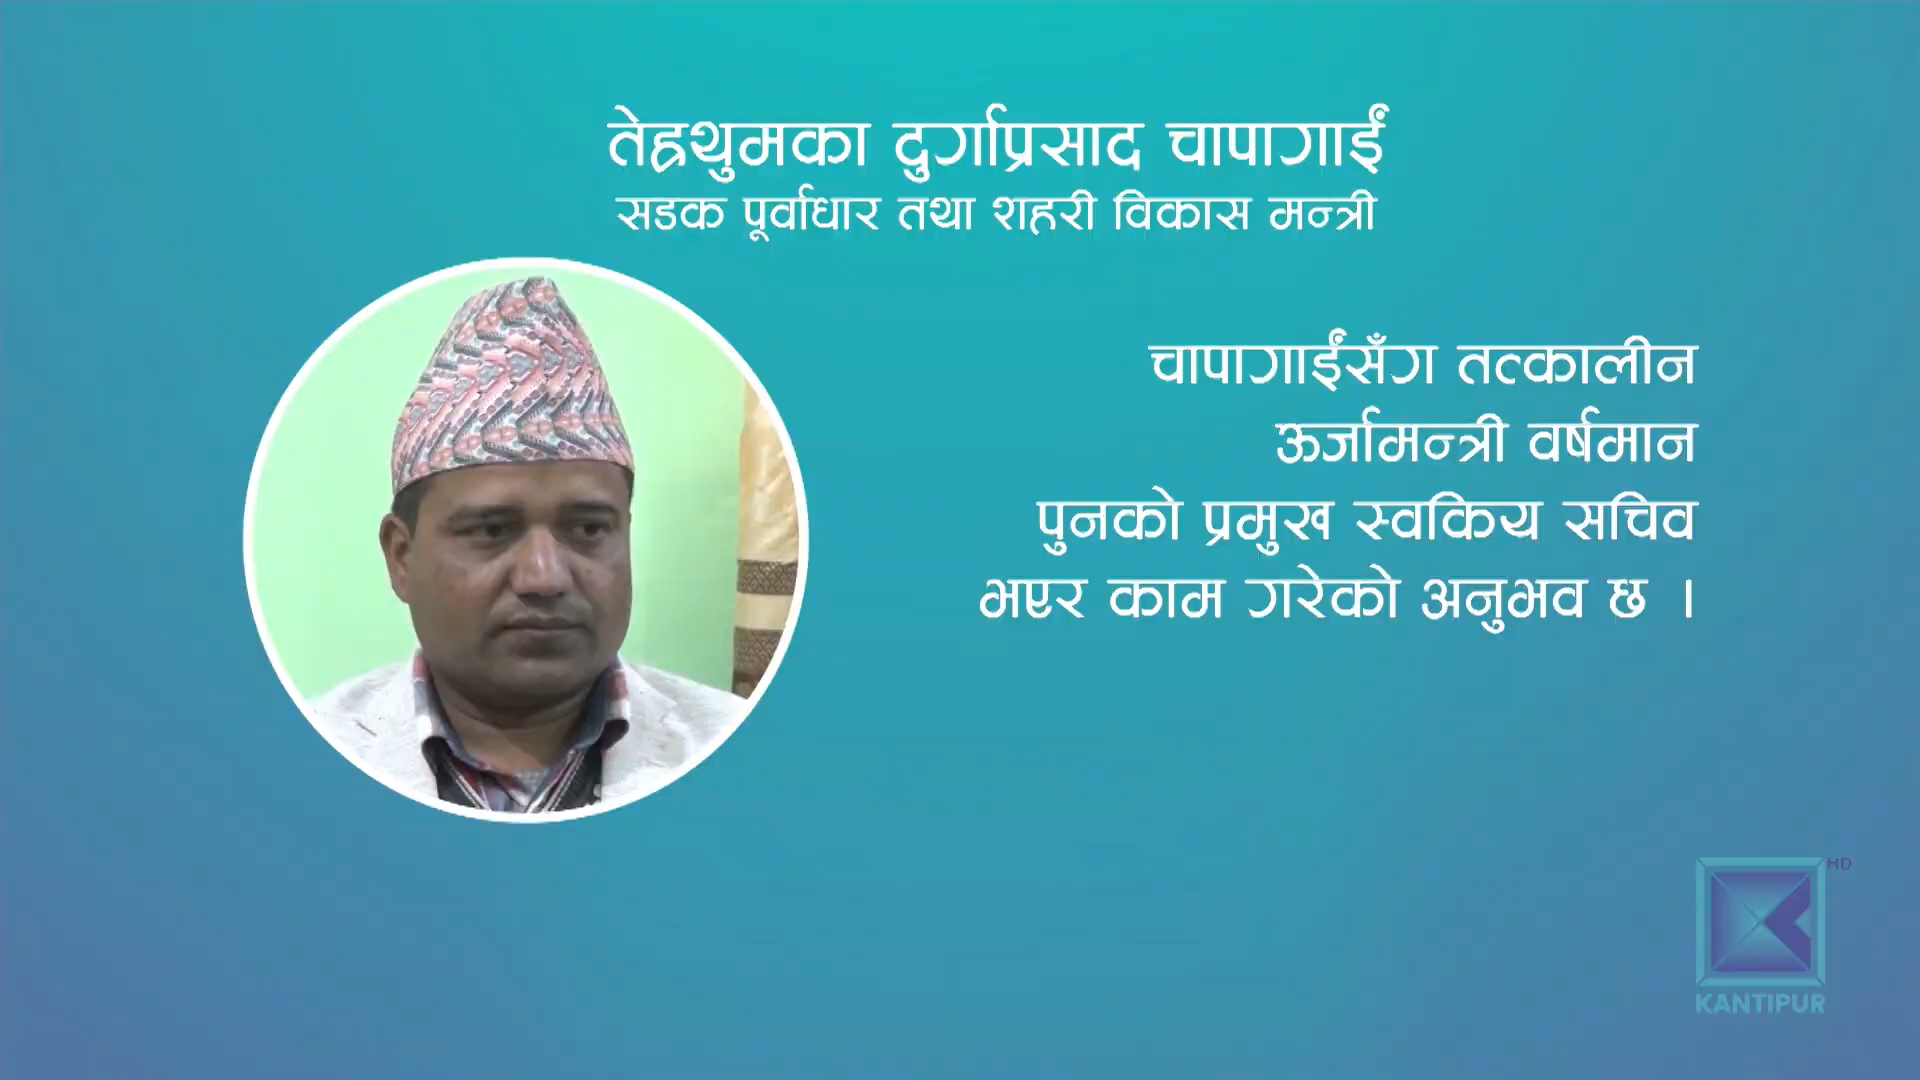 तेह्रथुमका दुर्गाप्रसाद चापागाईं
सडक पूर्वाधार तथा शहरी विकास मन्त्री
चापागाईंसँग तत्कालीन
ऊर्जामन्त्री वर्षमान
पुनको प्रमुख स्वकिय सचिव
भएर काम गरेको अनुभव छ ।
HD
KANTIPUR